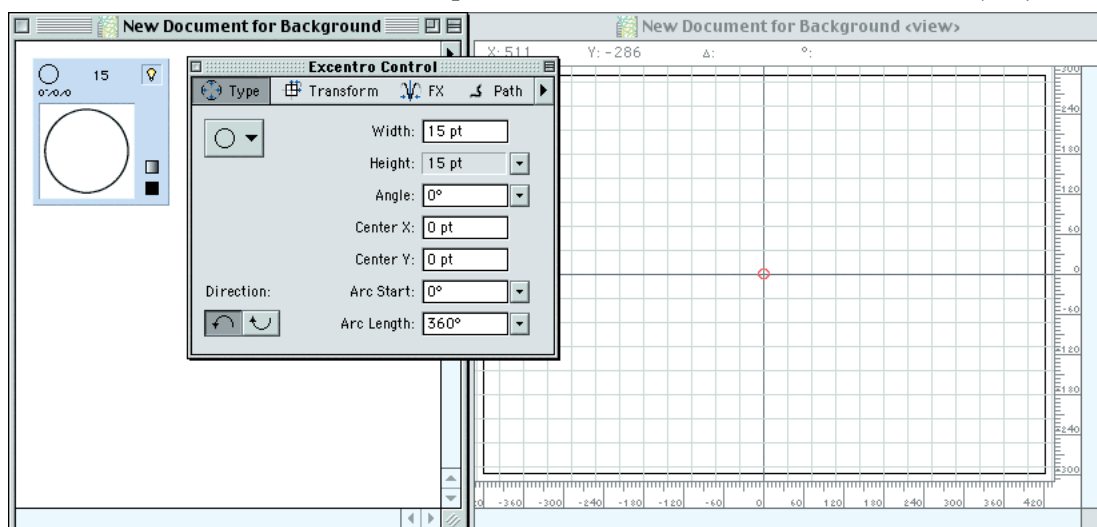 New Document for Background
New Document for Background <view>
X: 511 Y: -286 Δ: °:
15
0°/0/0
Excentro Control
Type Transform FX Path
Width: 15 pt
Height: 15 pt
Angle: 0°
Center X: 0 pt
Center Y: 0 pt
Direction: Arc Start: 0°
Arc Length: 360°
300
240
180
120
60
0
-60
-120
-180
-240
-300
-360 -300 -240 -180 -120 -60 0 60 120 180 240 300 360 420